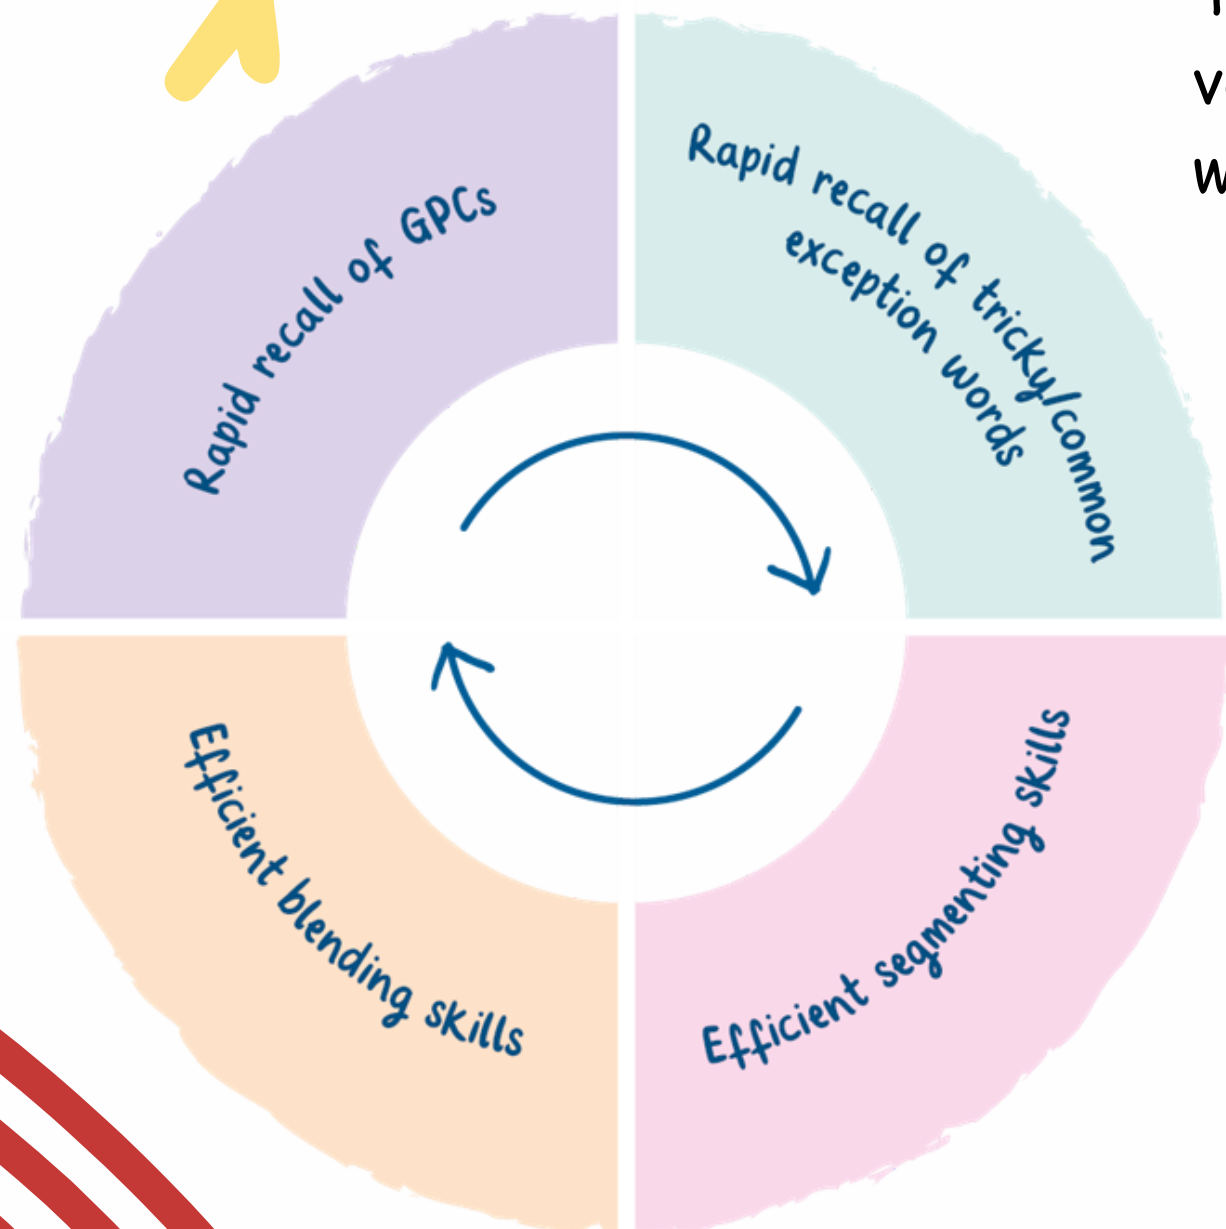 Rapid recall of GPCs
Rapid recall of tricky/common
exception words
Efficient blending skills
Efficient segmenting skills